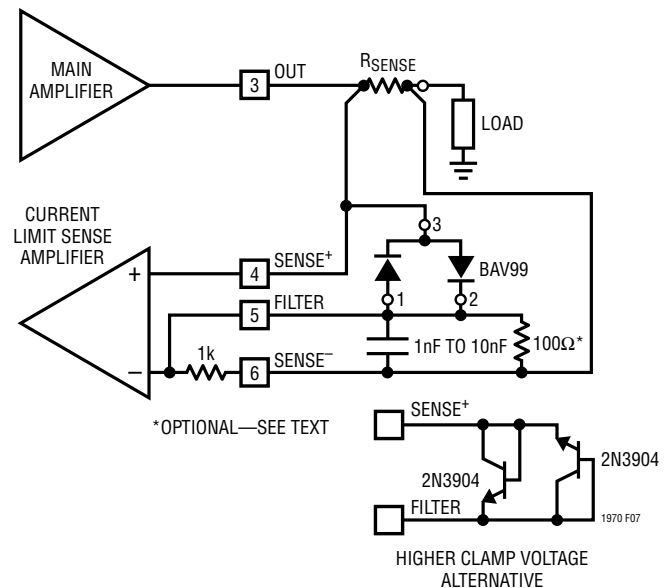 MAIN
AMPLIFIER
3
OUT
RSENSE
LOAD
CURRENT
LIMIT SENSE
AMPLIFIER
3
+
4
SENSE+
BAV99
1
2
5
FILTER
1nF TO 10nF
100Ω*
1k
–
6
SENSE–
*OPTIONAL—SEE TEXT
SENSE+
2N3904
2N3904
FILTER
1970 F07
HIGHER CLAMP VOLTAGE
ALTERNATIVE